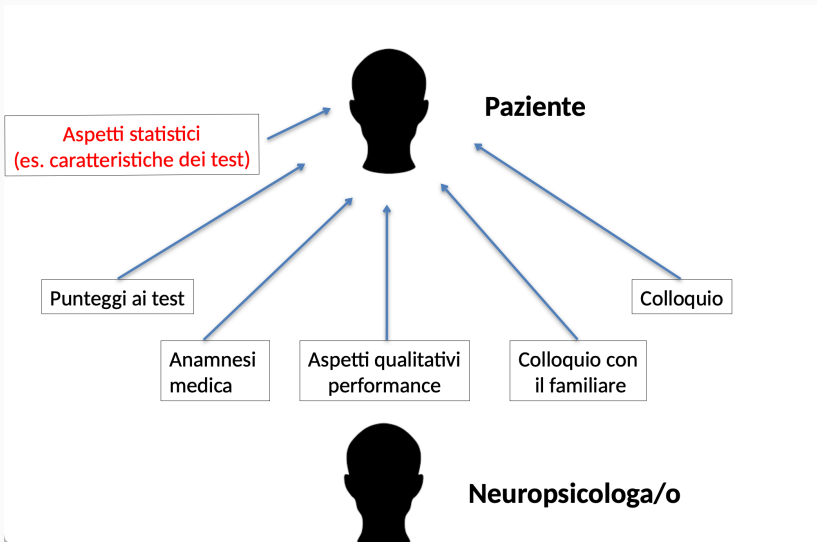 Paziente
Aspetti statistici
(es. caratteristiche dei test)
Punteggi ai test
Colloquio
Anamnesi
medica
Aspetti qualitativi
performance
Colloquio con
il familiare
Neuropsicologa/o